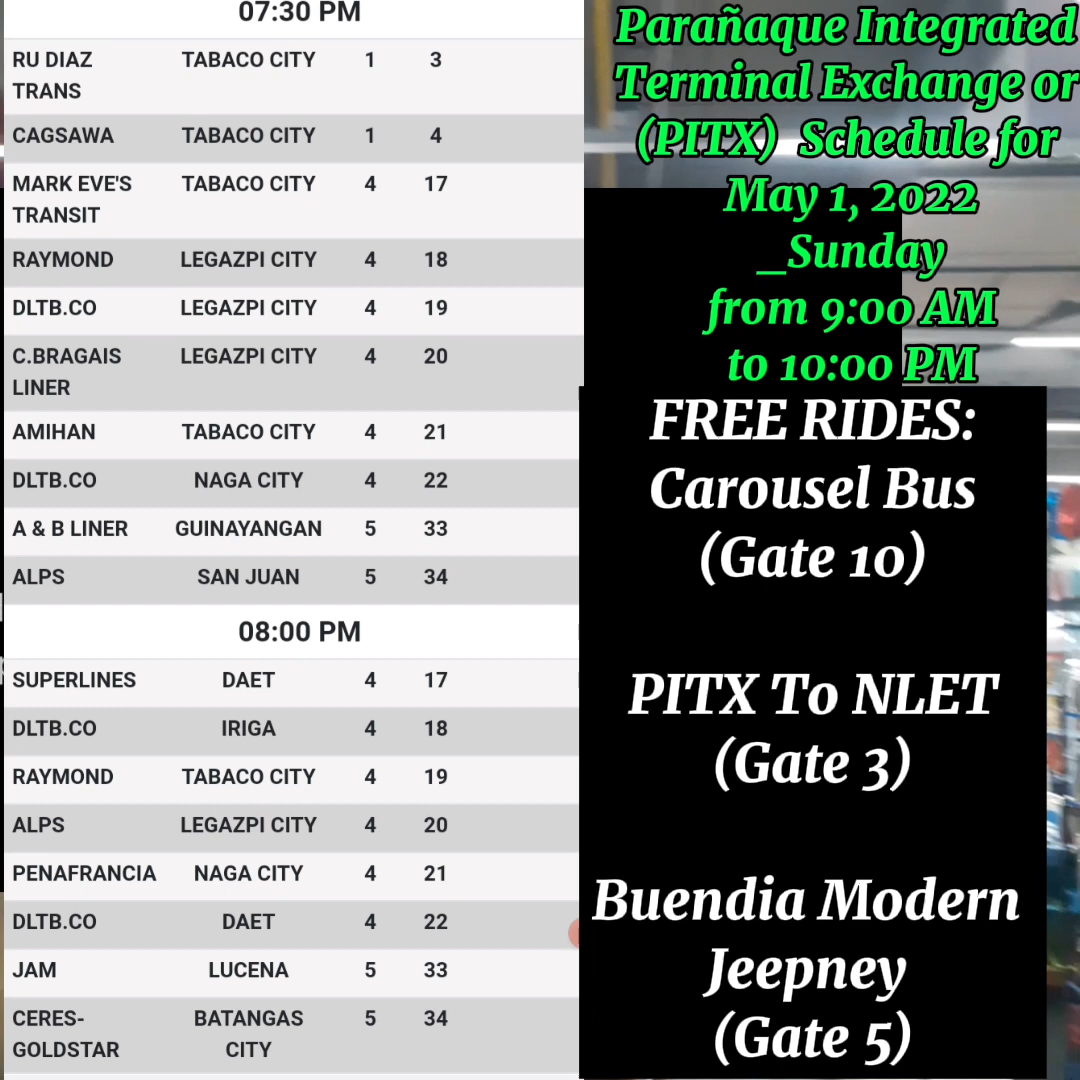 07:30 PM
RU DIAZ TABACO CITY 1 3
TRANS
CAGSAWA TABACO CITY 1 4
MARK EVE'S TABACO CITY 4 17
TRANSIT
RAYMOND LEGAZPI CITY 4 18
DLTB.CO LEGAZPI CITY 4 19
C.BRAGAIS LEGAZPI CITY 4 20
LINER
AMIHAN TABACO CITY 4 21
DLTB.CO NAGA CITY 4 22
A & B LINER GUINAYANGAN 5 33
ALPS SAN JUAN 5 34
08:00 PM
SUPERLINES DAET 4 17
DLTB.CO IRIGA 4 18
RAYMOND TABACO CITY 4 19
ALPS LEGAZPI CITY 4 20
PENAFRANCIA NAGA CITY 4 21
DLTB.CO DAET 4 22
JAM LUCENA 5 33
CERES- BATANGAS 5 34
GOLDSTAR CITY
Parañaque Integrated
Terminal Exchange or
(PITX) Schedule for
May 1, 2022
_Sunday
from 9:00 AM
to 10:00 PM
FREE RIDES:
Carousel Bus
(Gate 10)
PITX To NLET
(Gate 3)
Buendia Modern
Jeepney
(Gate 5)